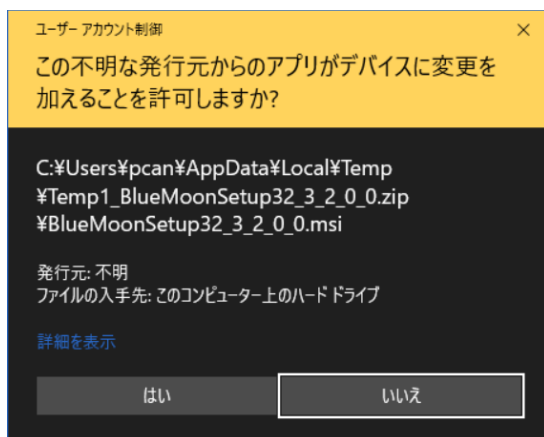 ユーザー アカウント制御
この不明な発行元からのアプリがデバイスに変更を
加えることを許可しますか?
C:¥Users¥pcan¥AppData¥Local¥Temp
¥Temp1_BlueMoonSetup32_3_2_0_0.zip
¥BlueMoonSetup32_3_2_0_0.msi
発行元: 不明
ファイルの入手先: このコンピューター上のハード ドライブ
詳細を表示
はい
いいえ